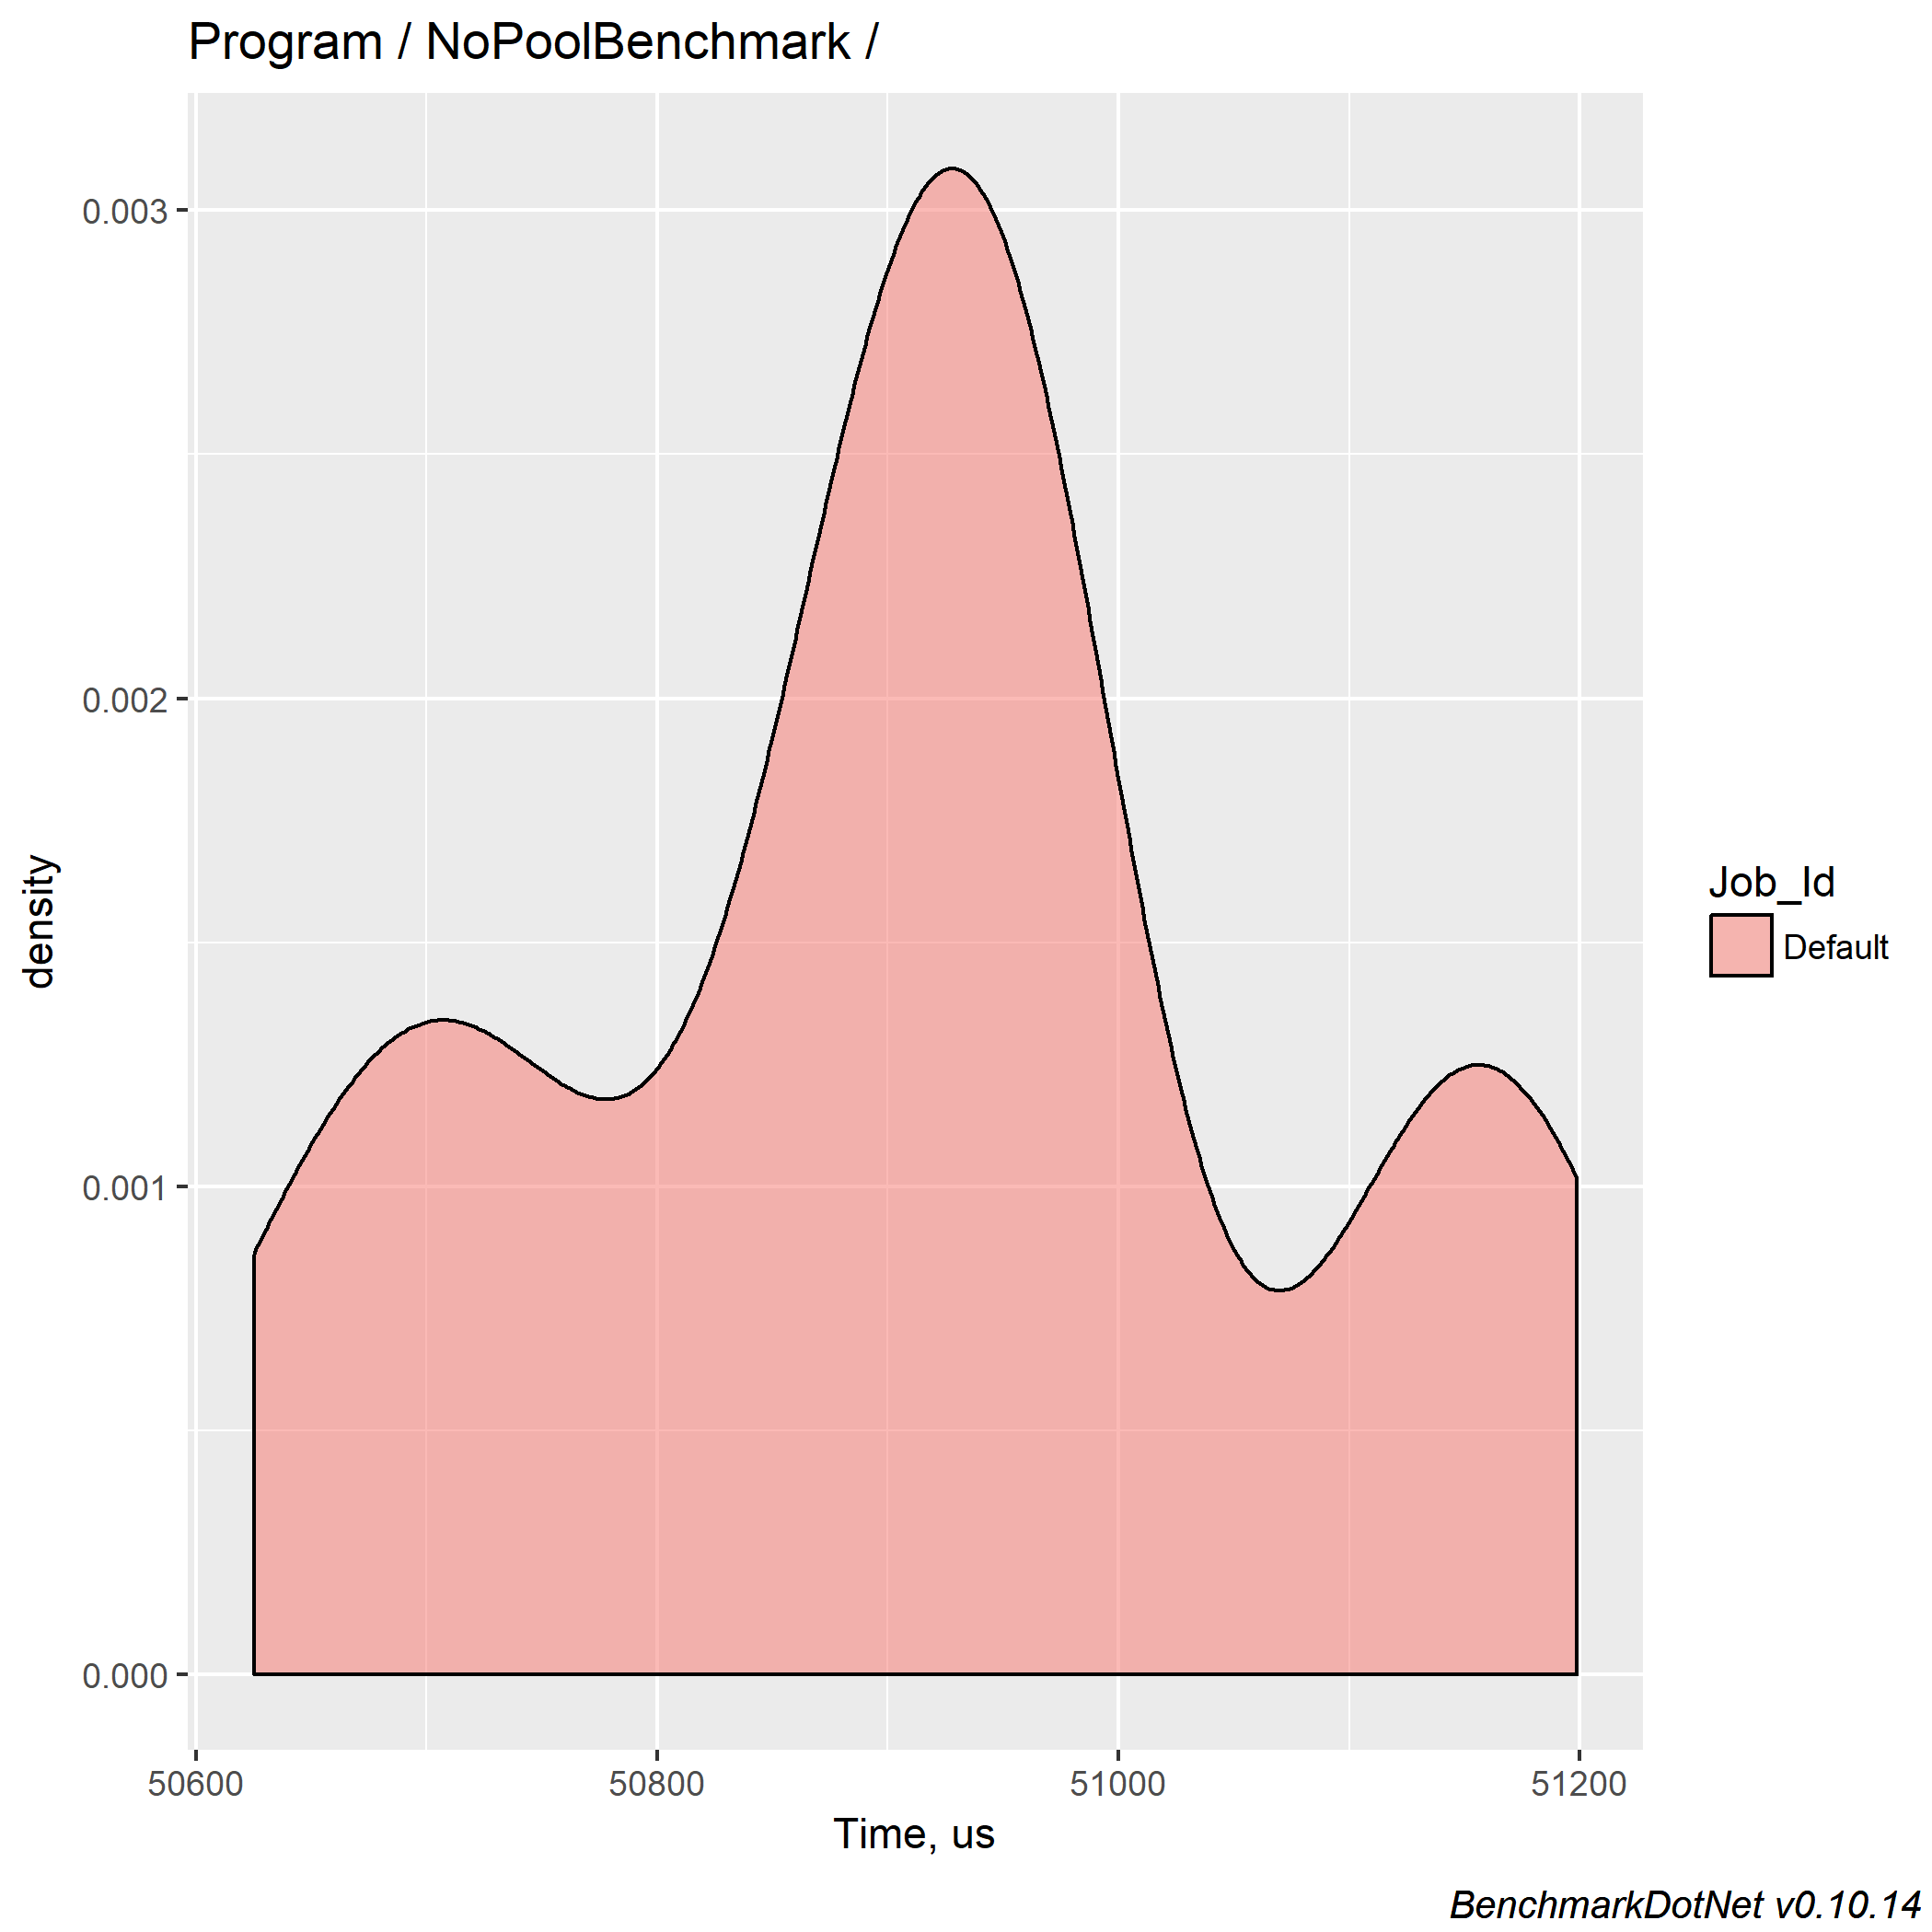 Program / NoPoolBenchmark /
0.003
0.002
0.001
0.000
density
50600 50800 51000 51200
Time, us
Job_Id
Default
BenchmarkDotNet v0.10.14